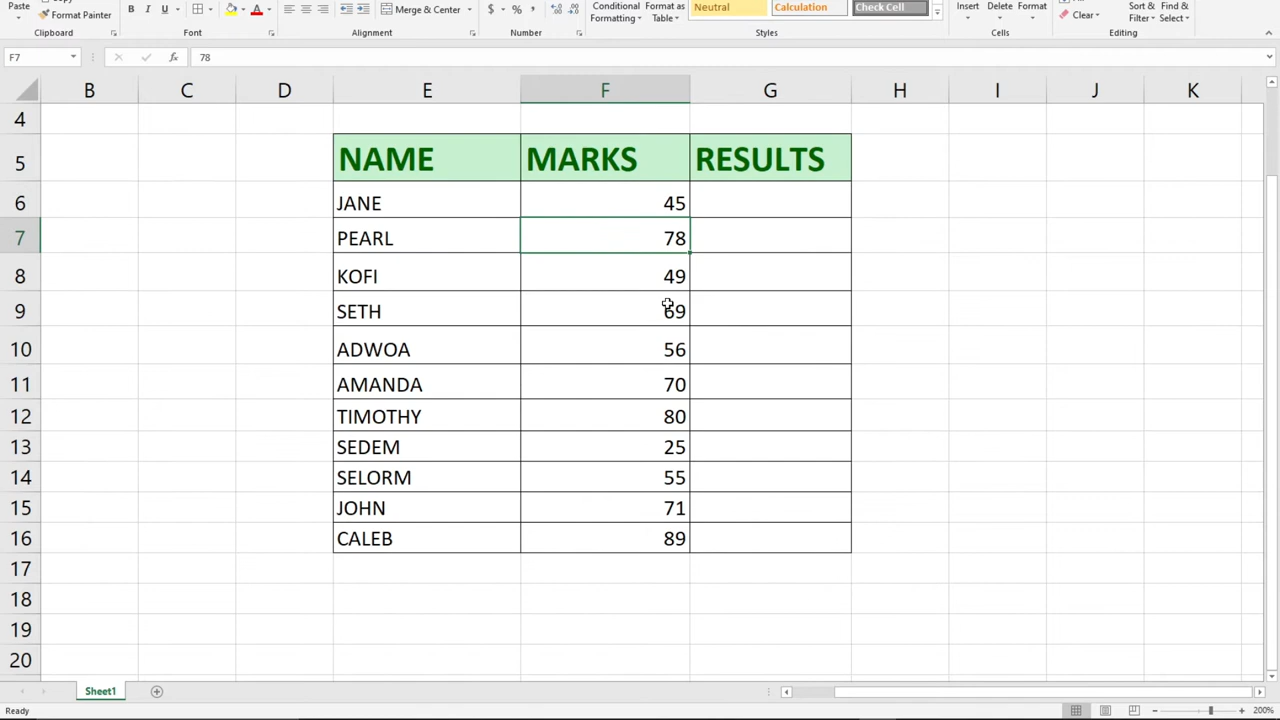 Paste
Format Painter
B I U A
Merge & Center
$ % ,
Conditional Formatting
Format as Table
Neutral
Calculation
Check Cell
Insert
Delete
Format
Clear
Sort & Filter
Find & Select
Clipboard
Font
Alignment
Number
Styles
Cells
Editing
F7 fx 78
B C D E F G H I J K
4
5 NAME MARKS RESULTS
6 JANE 45
7 PEARL 78
8 KOFI 49
9 SETH 69
10 ADWOA 56
11 AMANDA 70
12 TIMOTHY 80
13 SEDEM 25
14 SELORM 55
15 JOHN 71
16 CALEB 89
17
18
19
20
Sheet1
Ready
200%